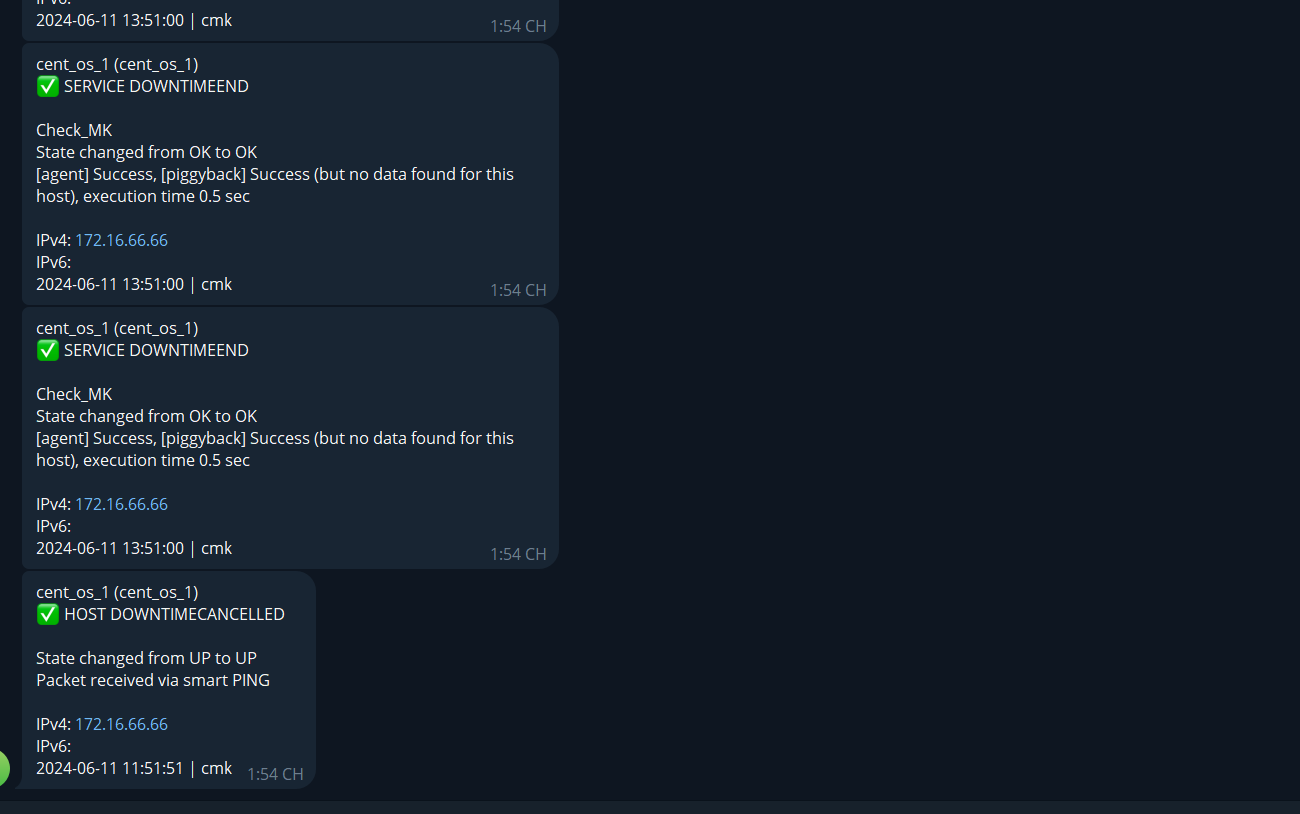 2024-06-11 13:51:00 | cmk
1:54 CH
cent_os_1 (cent_os_1)
✅ SERVICE DOWNTIMEEND
Check_MK
State changed from OK to OK
[agent] Success, [piggyback] Success (but no data found for this
host), execution time 0.5 sec
IPv4: 172.16.66.66
IPv6:
2024-06-11 13:51:00 | cmk
1:54 CH
cent_os_1 (cent_os_1)
✅ SERVICE DOWNTIMEEND
Check_MK
State changed from OK to OK
[agent] Success, [piggyback] Success (but no data found for this
host), execution time 0.5 sec
IPv4: 172.16.66.66
IPv6:
2024-06-11 13:51:00 | cmk
1:54 CH
cent_os_1 (cent_os_1)
✅ HOST DOWNTIMECANCELLED
State changed from UP to UP
Packet received via smart PING
IPv4: 172.16.66.66
IPv6:
2024-06-11 11:51:51 | cmk
1:54 CH